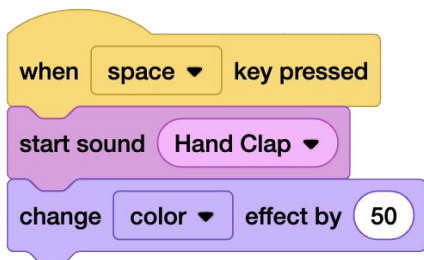 when space key pressed
start sound Hand Clap
change color effect by 50